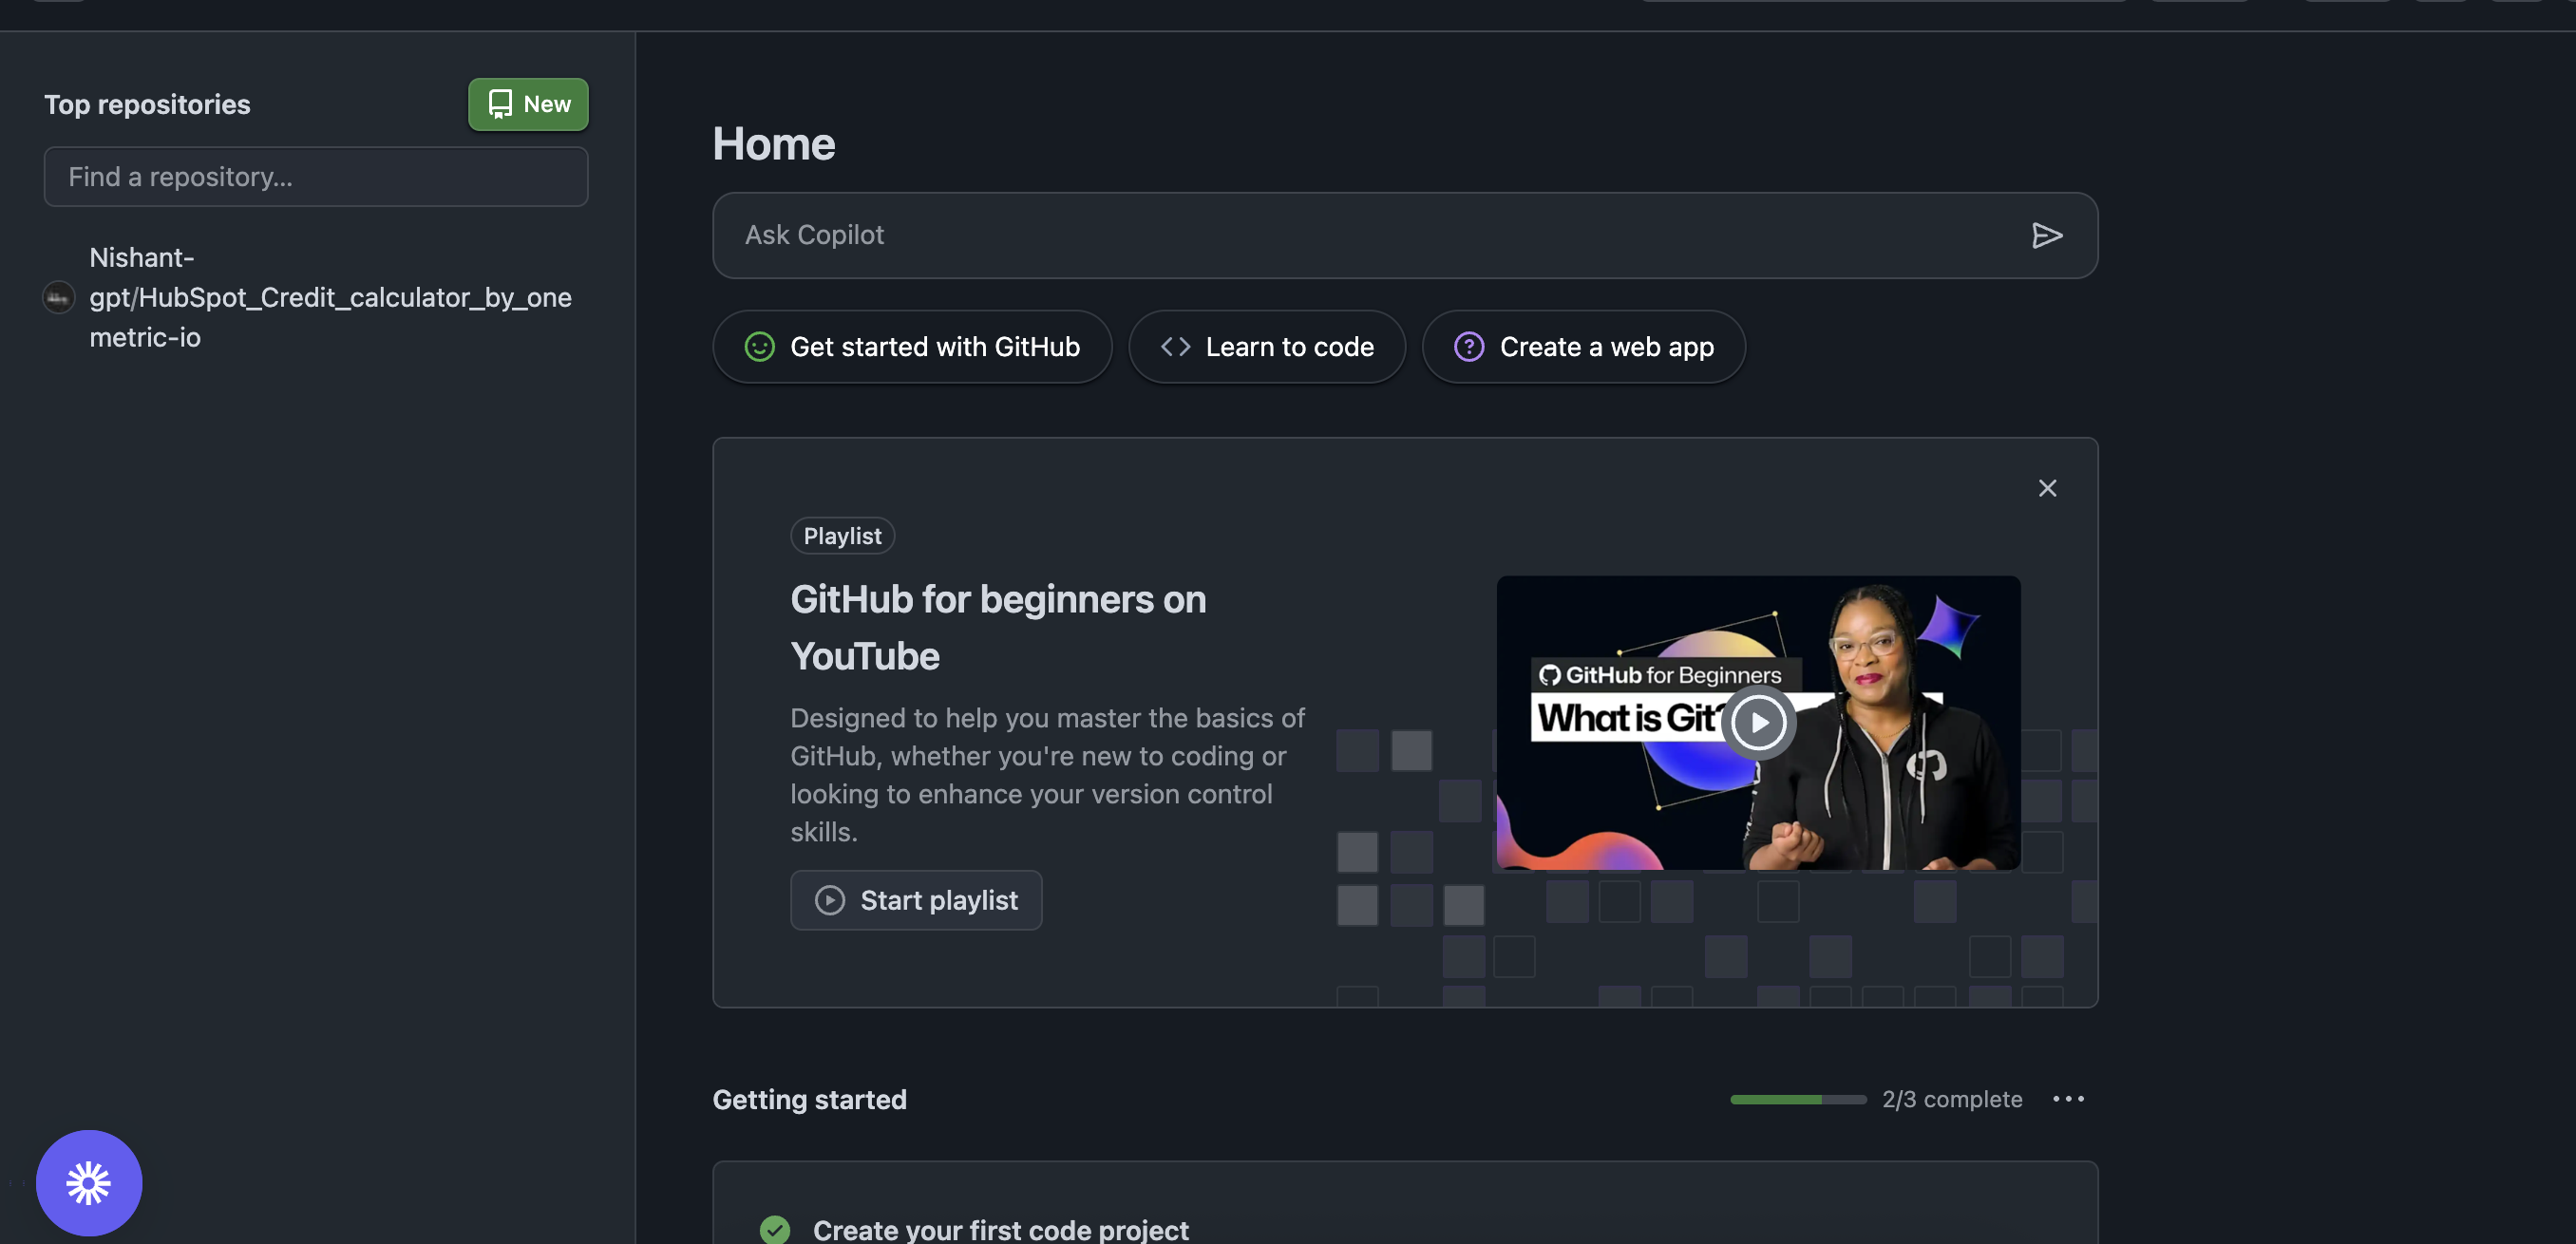 Top repositories
New
Find a repository...
Nishant-
gpt/HubSpot_Credit_calculator_by_one
metric-io
Home
Ask Copilot
Get started with GitHub
Learn to code
Create a web app
Playlist
GitHub for beginners on
YouTube
Designed to help you master the basics of
GitHub, whether you're new to coding or
looking to enhance your version control
skills.
Start playlist
GitHub for Beginners
What is Git?
Getting started
2/3 complete
Create your first code project